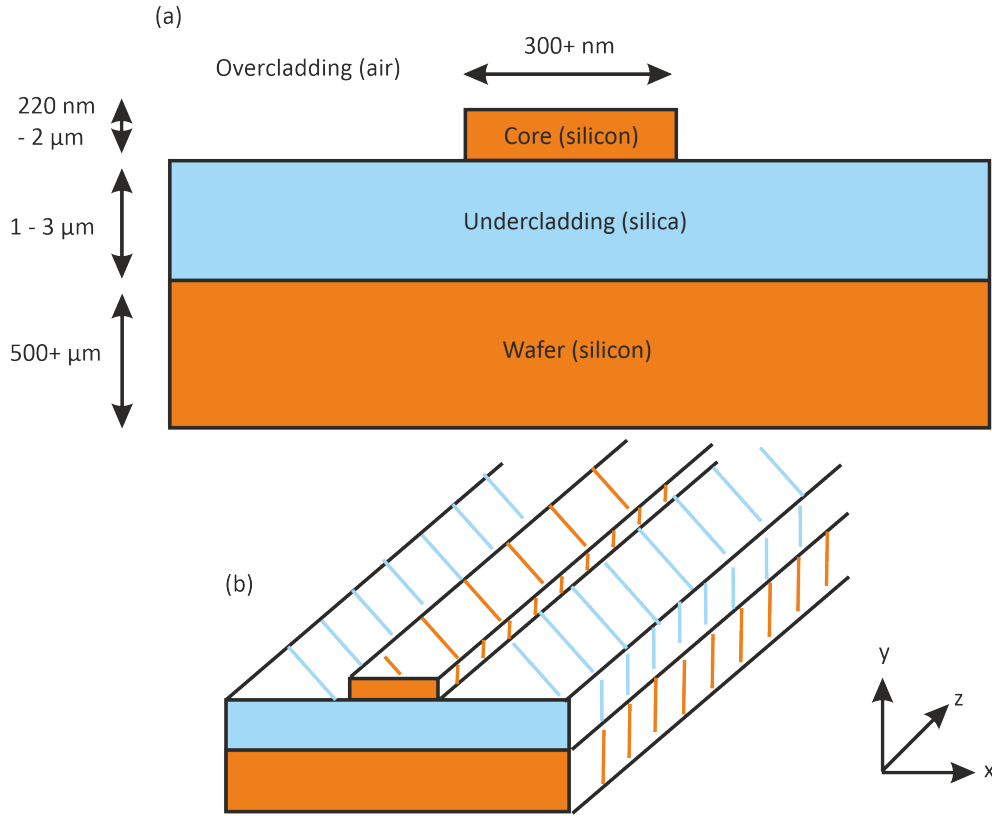 (a)
300+ nm
Overcladding (air)
220 nm
- 2 µm
Core (silicon)
1 - 3 µm
Undercladding (silica)
500+ µm
Wafer (silicon)
(b)
y
z
x